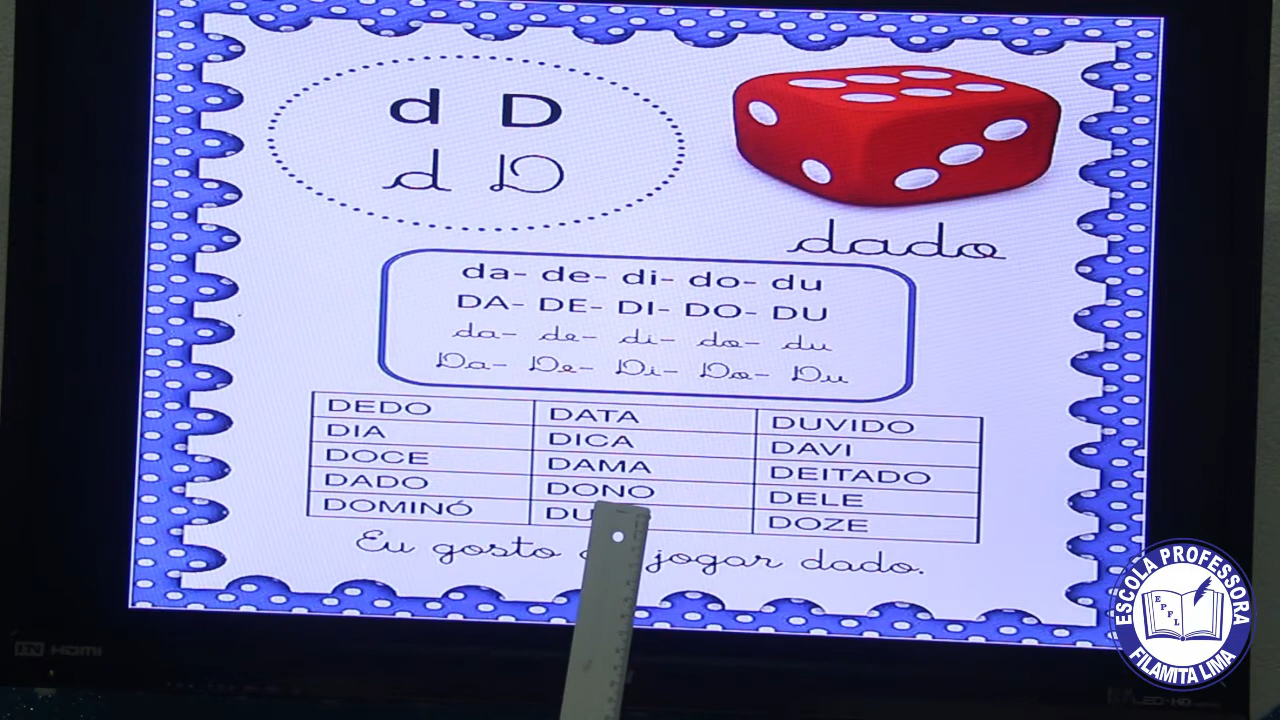 d D
d D
dado
da- de- di- do- du
DA- DE- DI- DO- DU
da- de- di- do- du
Da- De- Di- Do- Du
DEDO DATA DUVIDO
DIA DICA DAVI
DOCE DAMA DEITADO
DADO DONO DELE
DOMINÓ DOZE
Eu gosto jogar dado.
HDMI
ESCOLA PROFESSORA
EPFL
FILAMITA LIMA